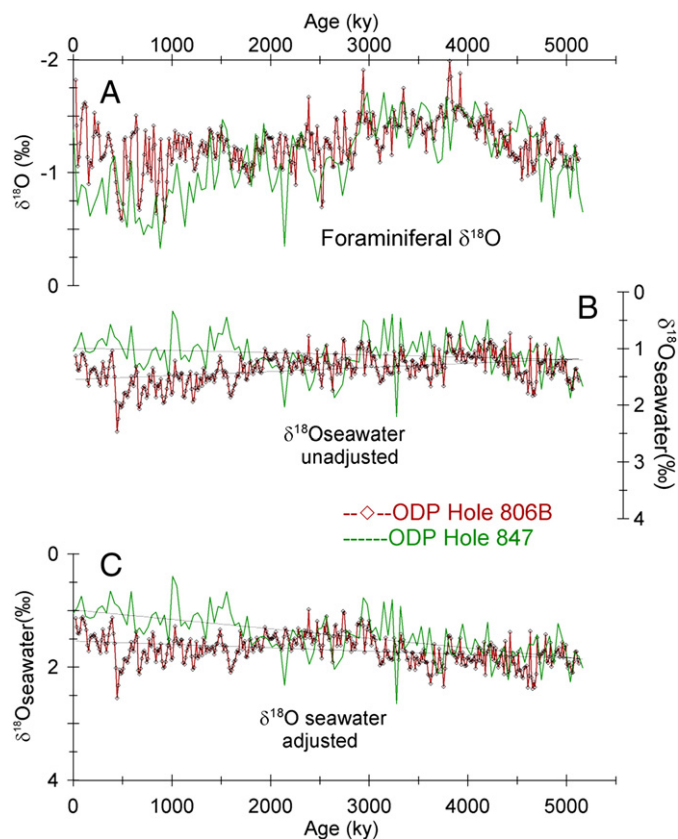 Age (ky)
0 1000 2000 3000 4000 5000
-2
A
-1
δ¹⁸O (‰)
Foraminiferal δ¹⁸O
0
0
B
1
δ¹⁸Oseawater(‰)
2
δ¹⁸Oseawater
unadjusted
3
4
--◇--ODP Hole 806B
------ODP Hole 847
0
C
δ¹⁸Oseawater(‰)
2
δ¹⁸O seawater
adjusted
4
0 1000 2000 3000 4000 5000
Age (ky)